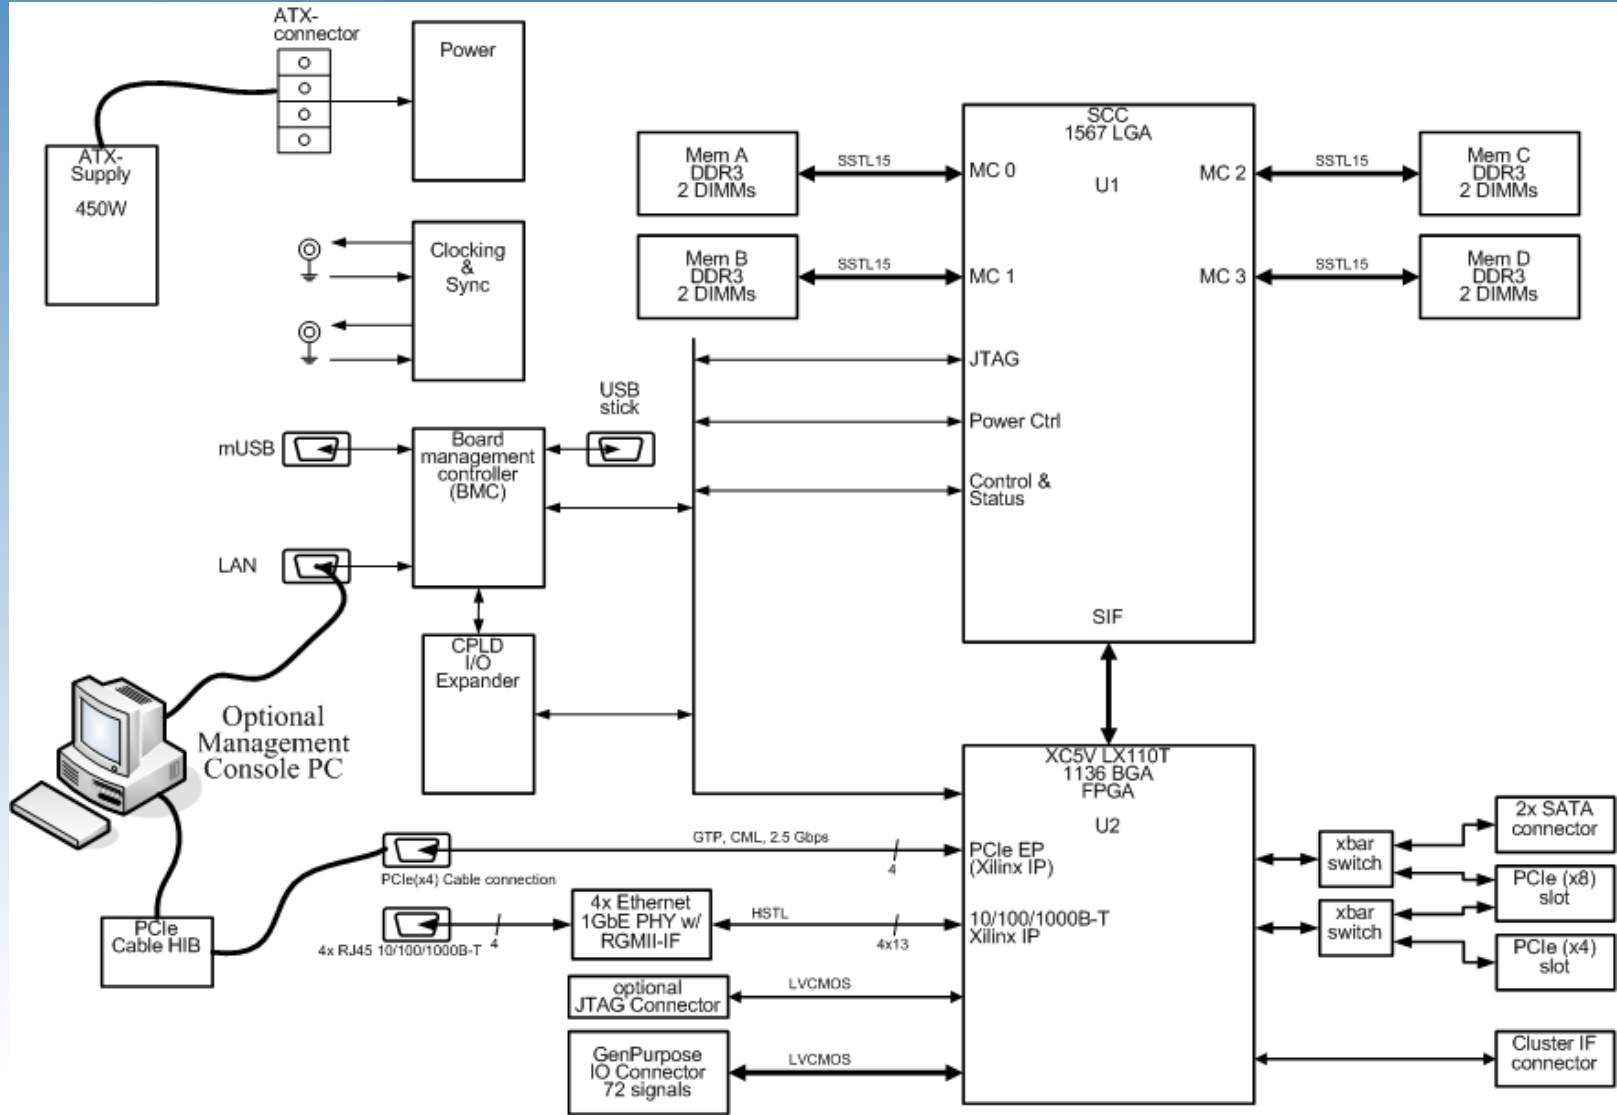 ATX-
connector
Power
ATX-
Supply
450W
Clocking
&
Sync
SCC
1567 LGA
U1
Mem A
DDR3
2 DIMMs
SSTL15
MC 0
MC 2
SSTL15
Mem C
DDR3
2 DIMMs
Mem B
DDR3
2 DIMMs
SSTL15
MC 1
MC 3
SSTL15
Mem D
DDR3
2 DIMMs
JTAG
Power Ctrl
Control &
Status
SIF
USB
stick
mUSB
Board
management
controller
(BMC)
LAN
CPLD
I/O
Expander
Optional
Management
Console PC
XC5V LX110T
1136 BGA
FPGA
U2
GTP, CML, 2.5 Gbps
4
PCIe EP
(Xilinx IP)
PCIe(x4) Cable connection
PCIe
Cable HIB
4x RJ45 10/100/1000B-T
4
4x Ethernet
1GbE PHY w/
RGMII-IF
HSTL
4x13
10/100/1000B-T
Xilinx IP
optional
JTAG Connector
LVCMOS
GenPurpose
IO Connector
72 signals
LVCMOS
xbar
switch
xbar
switch
2x SATA
connector
PCIe (x8)
slot
PCIe (x4)
slot
Cluster IF
connector